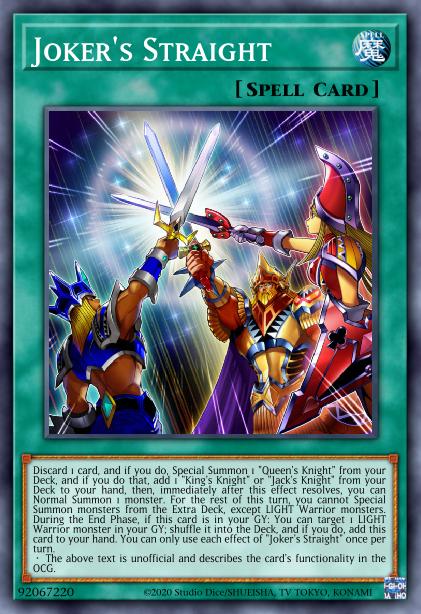 Joker's Straight
SPELL
魔
[ Spell Card ]
Discard 1 card, and if you do, Special Summon 1 "Queen's Knight" from your
Deck, and if you do that, add 1 "King's Knight" or "Jack's Knight" from your
Deck to your hand, then, immediately after this effect resolves, you can
Normal Summon 1 monster. For the rest of this turn, you cannot Special
Summon monsters from the Extra Deck, except LIGHT Warrior monsters.
During the End Phase, if this card is in your GY: You can target 1 LIGHT
Warrior monster in your GY; shuffle it into the Deck, and if you do, add this
card to your hand. You can only use each effect of "Joker's Straight" once per
turn.
· The above text is unofficial and describes the card's functionality in the
OCG.
92067220
©2020 Studio Dice/SHUEISHA, TV TOKYO, KONAMI